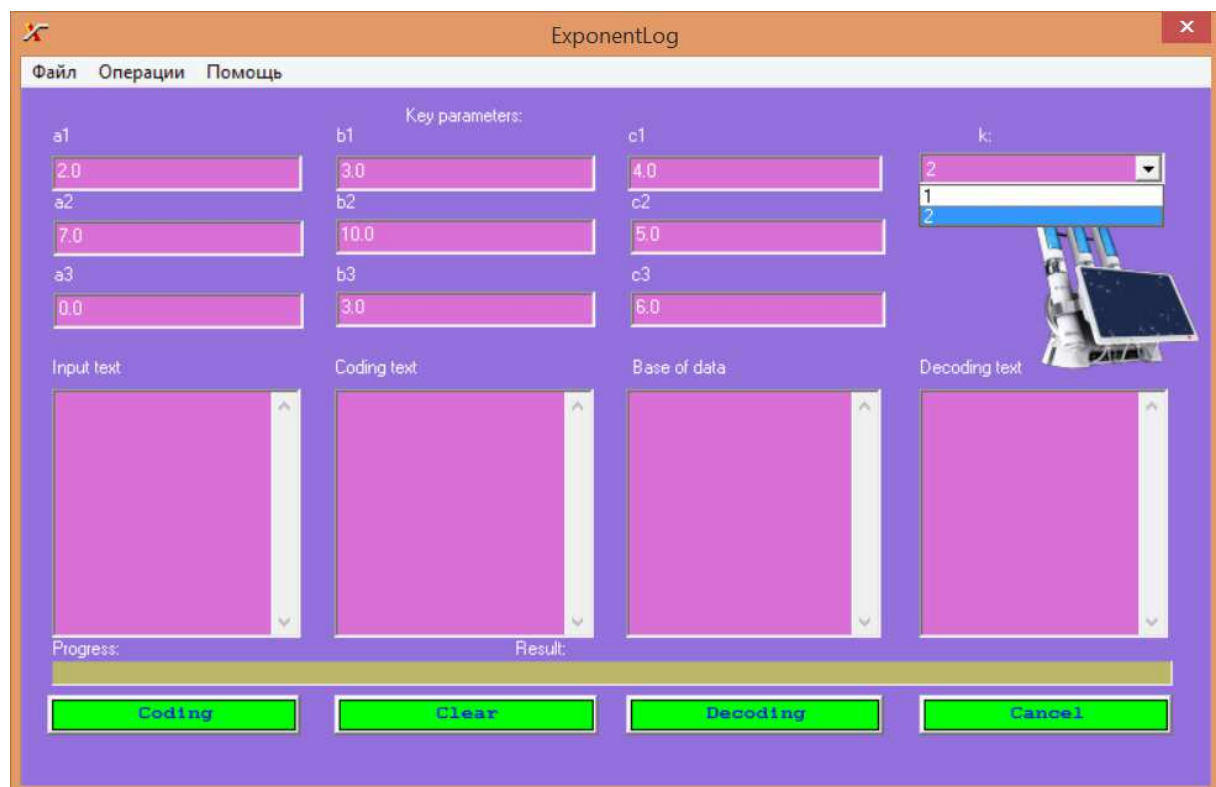 ExponentLog
Файл Операции Помощь
Key parameters:
a1 b1 c1 k:
2.0 3.0 4.0 2
a2 b2 c2 1
7.0 10.0 5.0 2
a3 b3 c3
0.0 3.0 6.0
Input text Coding text Base of data Decoding text
Progress: Result:
Coding Clear Decoding Cancel